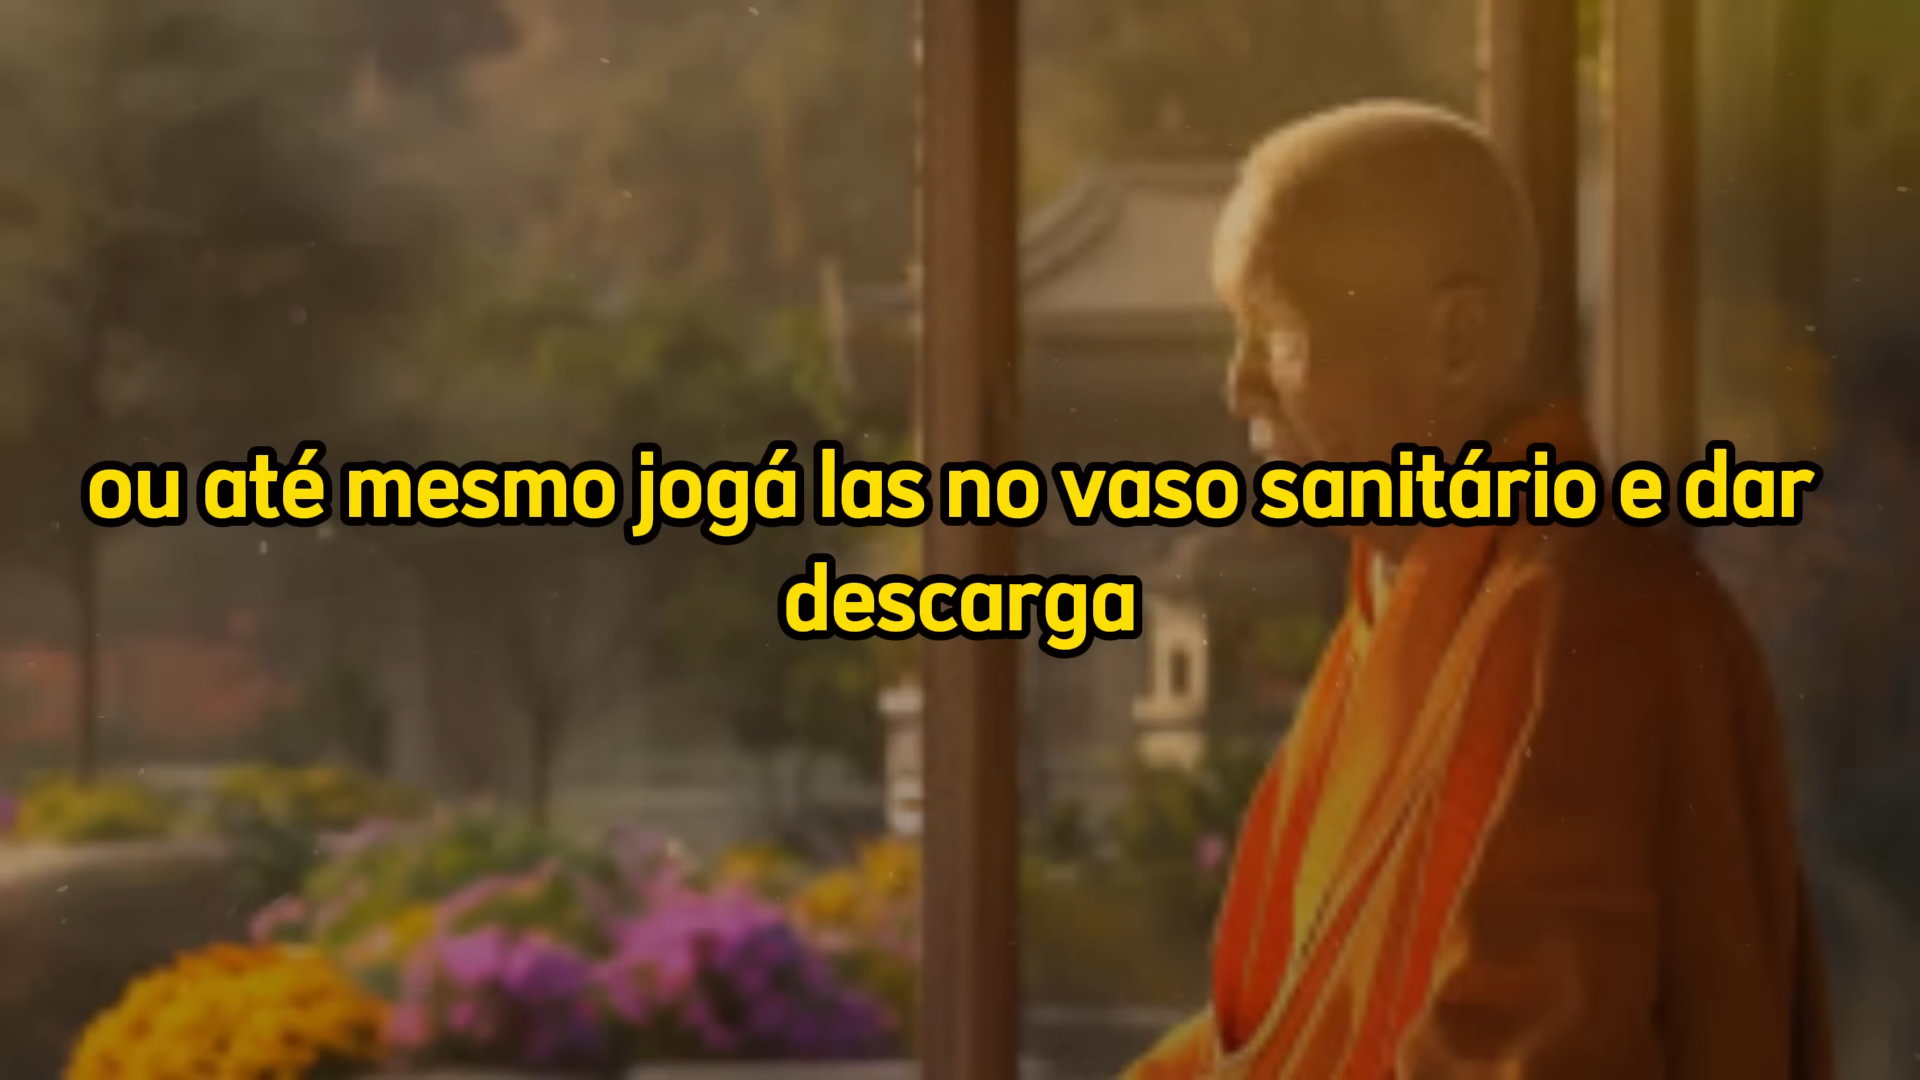 ou até mesmo jogá las no vaso sanitário e dar
descarga